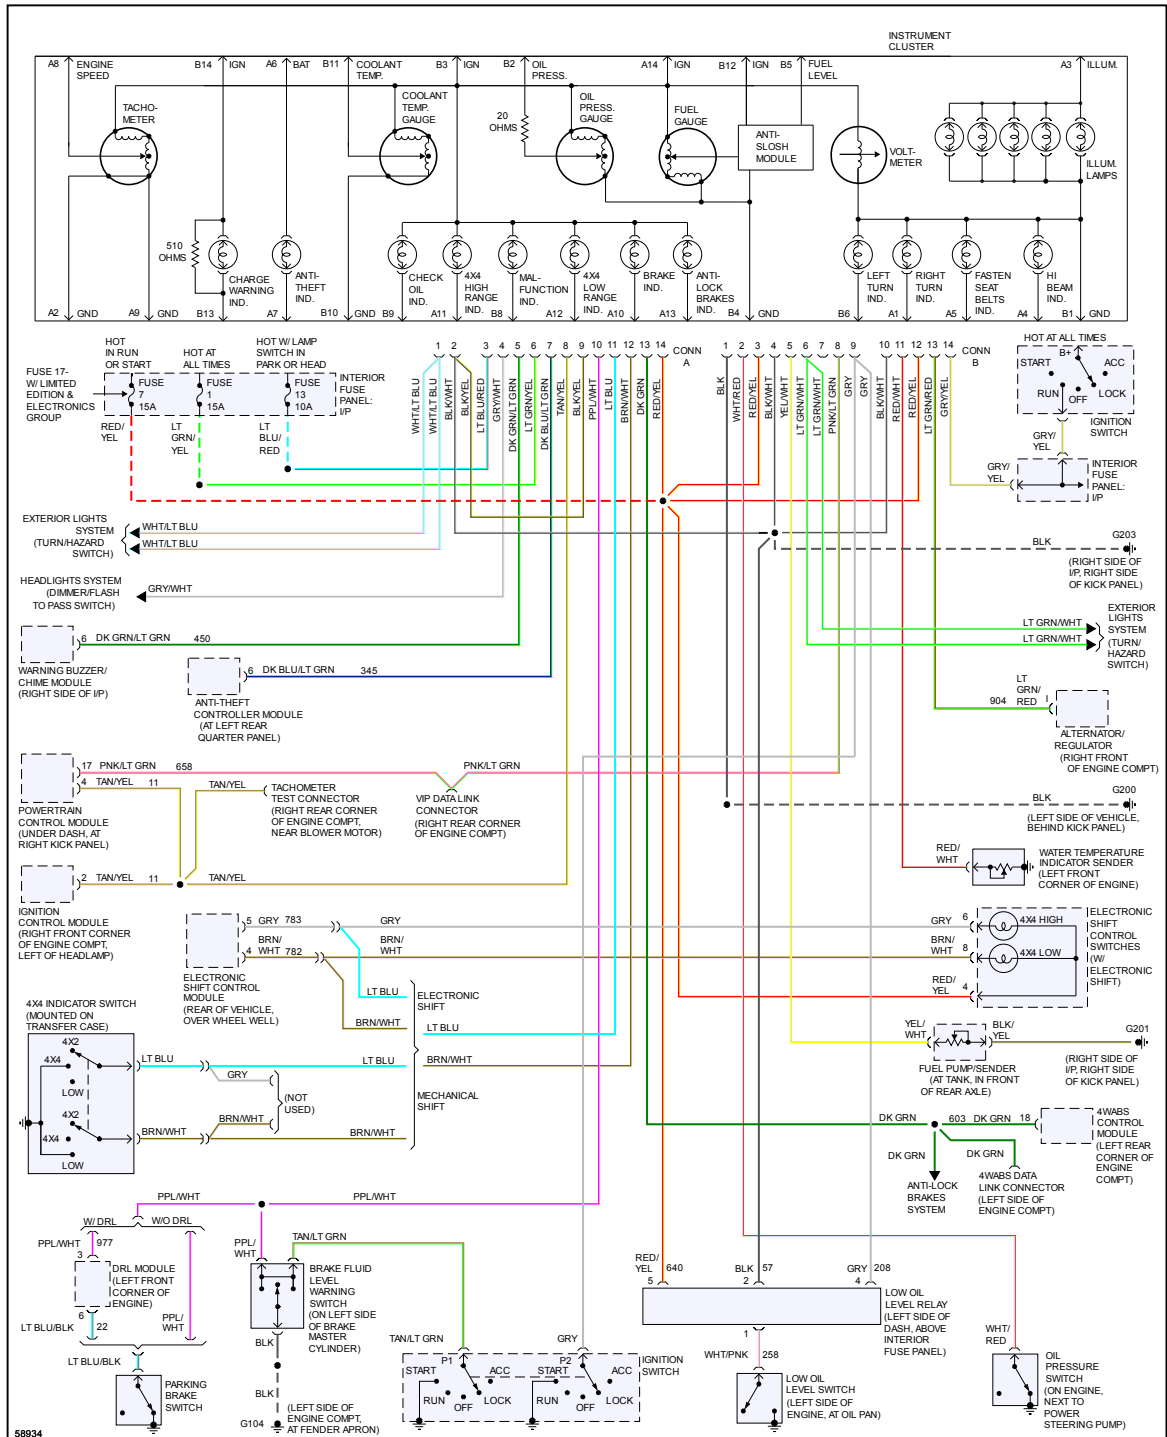 INSTRUMENT
CLUSTER
A8
ENGINE
SPEED
B14
IGN
A6
BAT
B11
COOLANT
TEMP.
B3
IGN
B2
OIL
PRESS.
A14
IGN
B12
IGN
B5
FUEL
LEVEL
A3
ILLUM.
TACHO-
METER
COOLANT
TEMP.
GAUGE
20
OHMS
OIL
PRESS.
GAUGE
FUEL
GAUGE
ANTI-
SLOSH
MODULE
VOLT-
METER
ILLUM.
LAMPS
510
OHMS
CHARGE
WARNING
IND.
ANTI-
THEFT
IND.
CHECK
OIL
IND.
4X4
HIGH
RANGE
IND.
MAL-
FUNCTION
IND.
4X4
LOW
RANGE
IND.
BRAKE
IND.
ANTI-
LOCK
BRAKES
IND.
LEFT
TURN
IND.
RIGHT
TURN
IND.
FASTEN
SEAT
BELTS
IND.
HI
BEAM
IND.
A2
GND
A9
GND
B13
A7
B10
GND
B9
A11
B8
A12
A10
A13
B4
GND
B6
A1
A5
A4
B1
GND
HOT
IN RUN
OR START
HOT AT
ALL TIMES
HOT W/LAMP
SWITCH IN
PARK OR HEAD
FUSE 17-
W/ LIMITED
EDITION &
ELECTRONICS
GROUP
FUSE
7
15A
FUSE
1
15A
FUSE
13
10A
INTERIOR
FUSE
PANEL:
I/P
RED/
YEL
LT
GRN/
YEL
LT
BLU/
RED
1 2 3 4 5 6 7 8 9 10 11 12 13 14
CONN
A
WHT/LT BLU
WHT/LT BLU
BLK/WHT
BLK/YEL
LT BLU/RED
GRY/WHT
DK GRN/LT GRN
LT GRN/YEL
DK BLU/LT GRN
TAN/YEL
BLK/YEL
PPL/WHT
LT BLU
BRN/WHT
DK GRN
RED/YEL
1 2 3 4 5 6 7 8 9 10 11 12 13 14
CONN
B
BLK
WHT/RED
RED/YEL
BLK/WHT
YEL/WHT
LT GRN/WHT
LT GRN/WHT
PNK/LT GRN
GRY
GRY
BLK/WHT
RED/WHT
RED/YEL
LT GRN/RED
GRY/YEL
HOT AT ALL TIMES
B+
START
ACC
RUN
LOCK
OFF
IGNITION
SWITCH
GRY/
YEL
GRY/
YEL
INTERIOR
FUSE
PANEL:
I/P
EXTERIOR LIGHTS
SYSTEM
(TURN/HAZARD
SWITCH)
WHT/LT BLU
WHT/LT BLU
HEADLIGHTS SYSTEM
(DIMMER/FLASH
TO PASS SWITCH)
GRY/WHT
BLK
G203
(RIGHT SIDE OF
I/P, RIGHT SIDE
OF KICK PANEL)
6
DK GRN/LT GRN
450
WARNING BUZZER/
CHIME MODULE
(RIGHT SIDE OF I/P)
6
DK BLU/LT GRN
345
ANTI-THEFT
CONTROLLER MODULE
(AT LEFT REAR
QUARTER PANEL)
LT GRN/WHT
LT GRN/WHT
EXTERIOR
LIGHTS
SYSTEM
(TURN/
HAZARD
SWITCH)
LT
GRN/
RED
904
I
ALTERNATOR/
REGULATOR
(RIGHT FRONT
OF ENGINE COMPT)
17
PNK/LT GRN
658
4
TAN/YEL
11
POWERTRAIN
CONTROL MODULE
(UNDER DASH, AT
RIGHT KICK PANEL)
TAN/YEL
TACHOMETER
TEST CONNECTOR
(RIGHT REAR CORNER
OF ENGINE COMPT,
NEAR BLOWER MOTOR)
PNK/LT GRN
VIP DATA LINK
CONNECTOR
(RIGHT REAR CORNER
OF ENGINE COMPT)
BLK
G200
(LEFT SIDE OF VEHICLE,
BEHIND KICK PANEL)
2
TAN/YEL
11
TAN/YEL
IGNITION
CONTROL MODULE
(RIGHT FRONT CORNER
OF ENGINE COMPT,
LEFT OF HEADLAMP)
RED/
WHT
WATER TEMPERATURE
INDICATOR SENDER
(LEFT FRONT
CORNER OF ENGINE)
5
GRY
783
GRY
4
BRN/
WHT
782
BRN/
WHT
ELECTRONIC
SHIFT CONTROL
MODULE
(REAR OF VEHICLE,
OVER WHEEL WELL)
GRY
6
BRN/
WHT
8
RED/
YEL
4
4X4 HIGH
4X4 LOW
ELECTRONIC
SHIFT
CONTROL
SWITCHES
(W/
ELECTRONIC
SHIFT)
LT BLU
BRN/WHT
ELECTRONIC
SHIFT
LT BLU
BRN/WHT
MECHANICAL
SHIFT
4X4 INDICATOR SWITCH
(MOUNTED ON
TRANSFER CASE)
4X2
4X4
LOW
4X2
4X4
LOW
LT BLU
GRY
LT BLU
(NOT
USED)
BRN/WHT
BRN/WHT
BRN/WHT
YEL/
WHT
BLK/
YEL
G201
FUEL PUMP/SENDER
(AT TANK, IN FRONT
OF REAR AXLE)
(RIGHT SIDE OF
I/P, RIGHT SIDE
OF KICK PANEL)
DK GRN
603
DK GRN
18
DK GRN
DK GRN
4WABS
CONTROL
MODULE
(LEFT REAR
CORNER OF
ENGINE
COMPT)
ANTI-LOCK
BRAKES
SYSTEM
4WABS DATA
LINK CONNECTOR
(LEFT SIDE OF
ENGINE COMPT)
PPL/WHT
PPL/WHT
W/ DRL
W/O DRL
PPL/WHT
977
3
DRL MODULE
(LEFT FRONT
CORNER OF
ENGINE)
6
22
LT BLU/BLK
PPL/
WHT
LT BLU/BLK
PARKING
BRAKE
SWITCH
PPL/
WHT
TAN/LT GRN
BRAKE FLUID
LEVEL
WARNING
SWITCH
(ON LEFT SIDE
OF BRAKE
MASTER
CYLINDER)
BLK
BLK
G104
(LEFT SIDE OF
ENGINE COMPT,
AT FENDER APRON)
TAN/LT GRN
GRY
P1
START
ACC
RUN
OFF
LOCK
P2
START
ACC
RUN
OFF
LOCK
IGNITION
SWITCH
RED/
YEL
640
5
BLK
57
2
GRY
208
4
LOW OIL
LEVEL RELAY
(LEFT SIDE OF
DASH, ABOVE
INTERIOR
FUSE PANEL)
1
WHT/PNK
258
LOW OIL
LEVEL SWITCH
(LEFT SIDE OF
ENGINE, AT OIL PAN)
WHT/
RED
OIL
PRESSURE
SWITCH
(ON ENGINE,
NEXT TO
POWER
STEERING PUMP)
58934